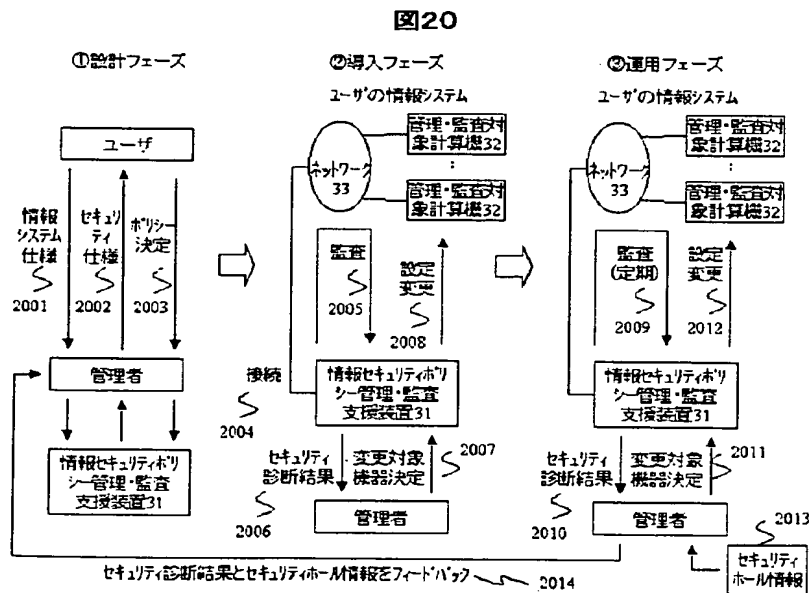 図20
①設計フェーズ
ユーザ
情報
システム
仕様
2001
セキュリ
ティ
仕様
2002
ポリシー
決定
2003
管理者
情報セキュリティポリ
シー管理・監査
支援装置31
②導入フェーズ
ユーザの情報システム
ネットワーク
33
管理・監査対
象計算機32
:
管理・監査対
象計算機32
監査
2005
設定
変更
2008
接続
2004
情報セキュリティポリ
シー管理・監査
支援装置31
セキュリティ
診断結果
2006
変更対象
機器決定
2007
管理者
③運用フェーズ
ユーザの情報システム
ネットワーク
33
管理・監査対
象計算機32
:
管理・監査対
象計算機32
監査
(定期)
2009
設定
変更
2012
情報セキュリティポリ
シー管理・監査
支援装置31
セキュリティ
診断結果
2010
変更対象
機器決定
2011
管理者
2013
セキュリティ
ホール情報
セキュリティ診断結果とセキュリティホール情報をフィードバック
2014